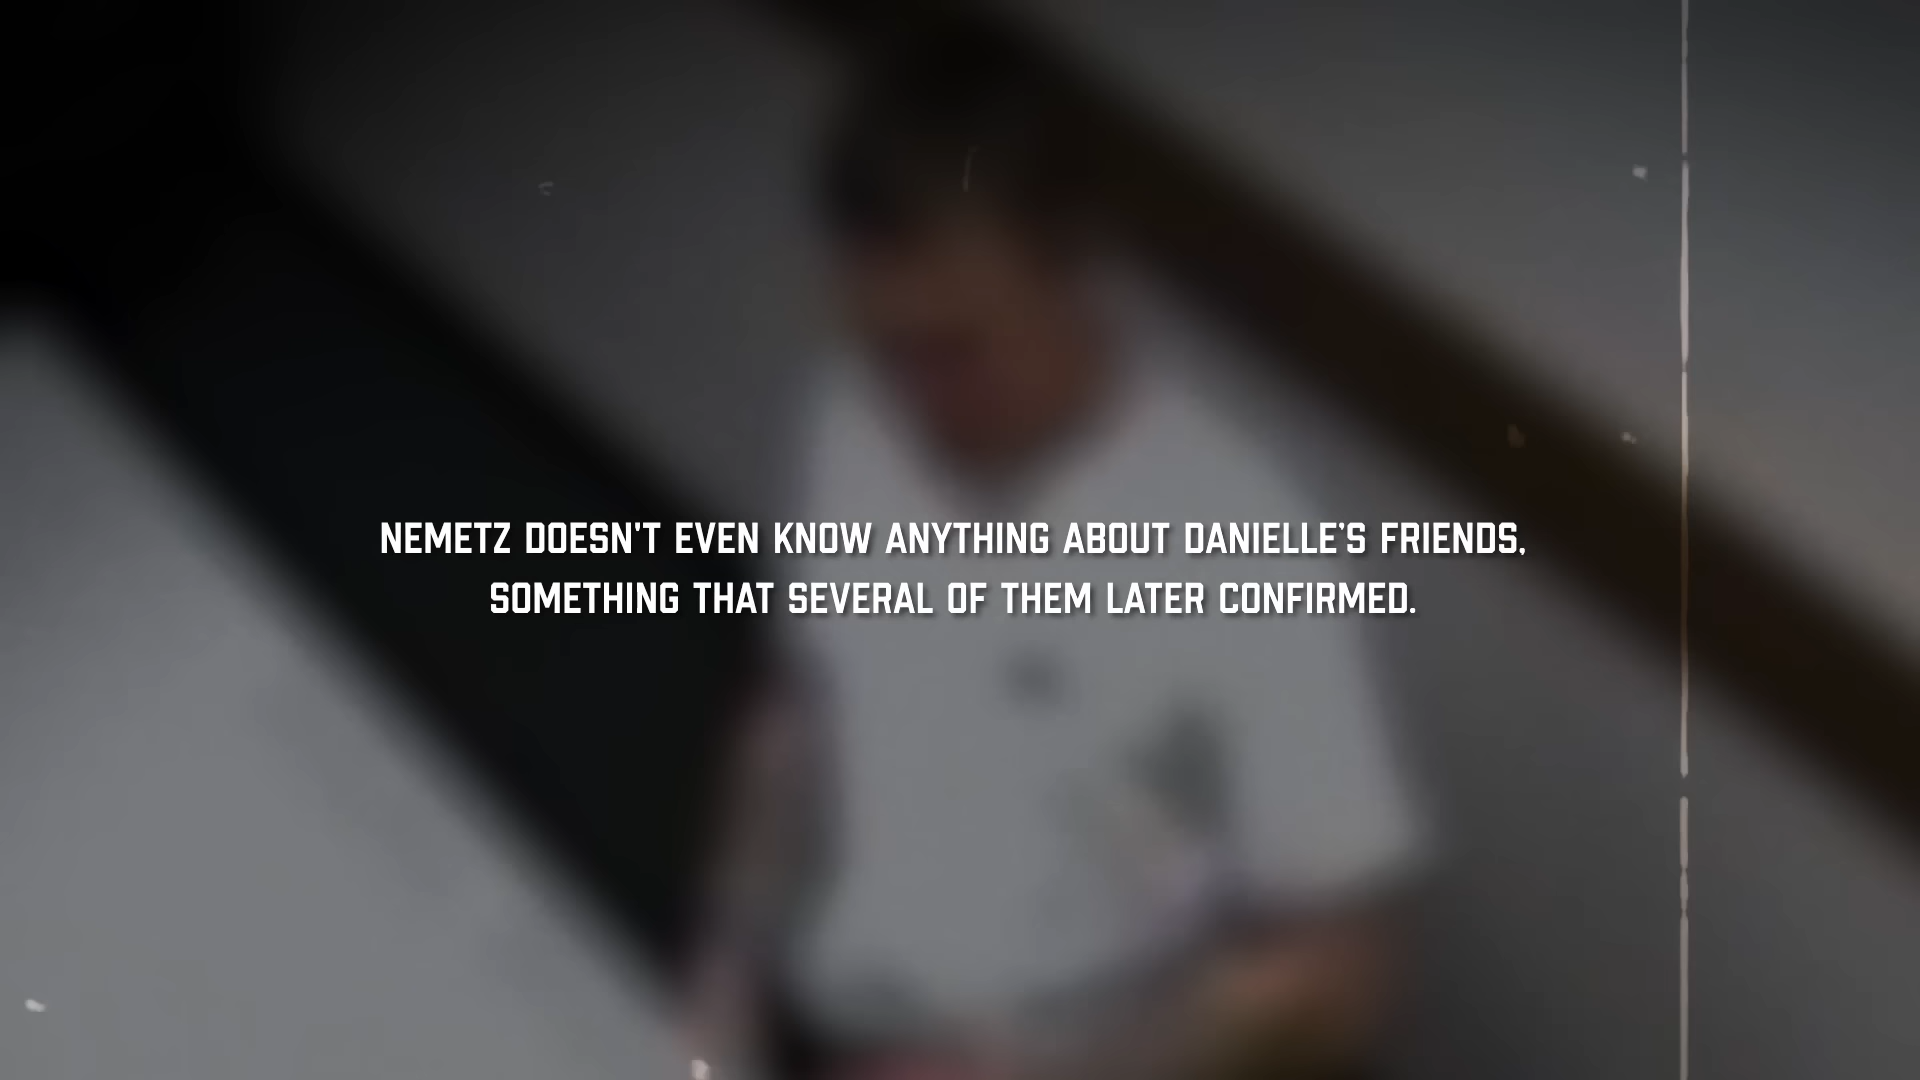 NEMETZ DOESN'T EVEN KNOW ANYTHING ABOUT DANIELLE'S FRIENDS,
SOMETHING THAT SEVERAL OF THEM LATER CONFIRMED.